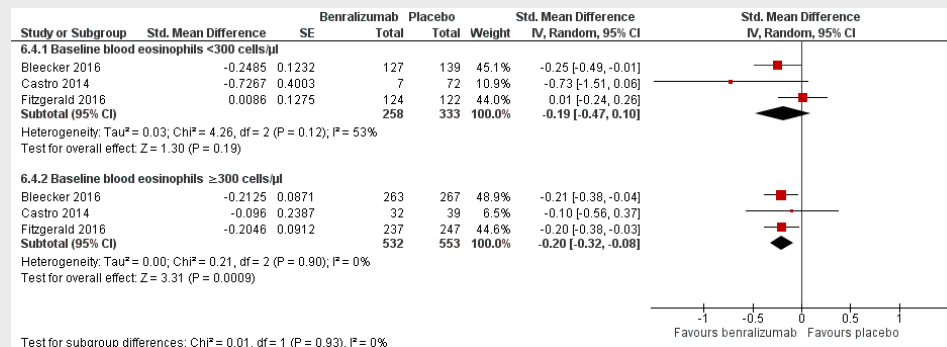 Benralizumab Placebo Std. Mean Difference Std. Mean Difference
Study or Subgroup Std. Mean Difference SE Total Total Weight IV, Random, 95% CI IV, Random, 95% CI
6.4.1 Baseline blood eosinophils <300 cells/µl
Bleecker 2016 -0.2485 0.1232 127 139 45.1% -0.25 [-0.49, -0.01]
Castro 2014 -0.7267 0.4003 7 72 10.9% -0.73 [-1.51, 0.06]
Fitzgerald 2016 0.0086 0.1275 124 122 44.0% 0.01 [-0.24, 0.26]
Subtotal (95% CI) 258 333 100.0% -0.19 [-0.47, 0.10]
Heterogeneity: Tau² = 0.03; Chi² = 4.26, df = 2 (P = 0.12); I² = 53%
Test for overall effect: Z = 1.30 (P = 0.19)
6.4.2 Baseline blood eosinophils ≥300 cells/µl
Bleecker 2016 -0.2125 0.0871 263 267 48.9% -0.21 [-0.38, -0.04]
Castro 2014 -0.096 0.2387 32 39 6.5% -0.10 [-0.56, 0.37]
Fitzgerald 2016 -0.2046 0.0912 237 247 44.6% -0.20 [-0.38, -0.03]
Subtotal (95% CI) 532 553 100.0% -0.20 [-0.32, -0.08]
Heterogeneity: Tau² = 0.00; Chi² = 0.21, df = 2 (P = 0.90); I² = 0%
Test for overall effect: Z = 3.31 (P = 0.0009)
-1 -0.5 0 0.5 1
Favours benralizumab Favours placebo
Test for subgroup differences: Chi² = 0.01, df = 1 (P = 0.93), I² = 0%